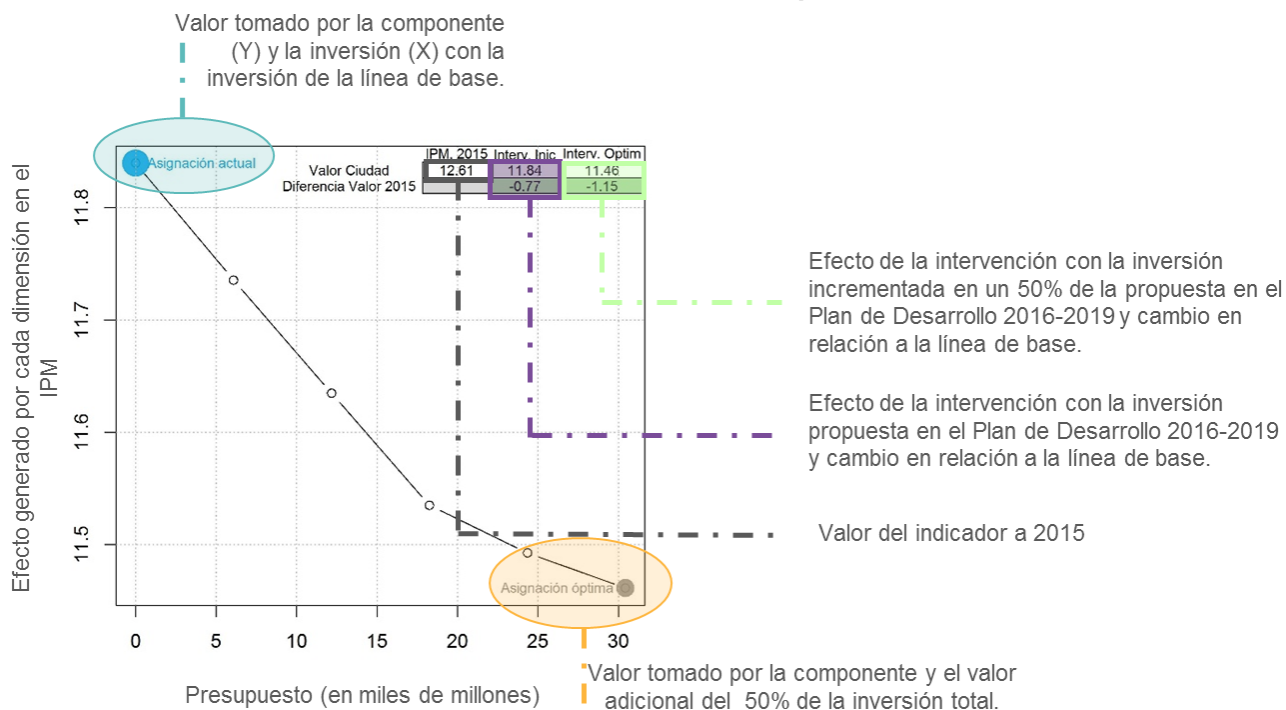 Valor tomado por la componente
(Y) y la inversión (X) con la
inversión de la línea de base.
Asignación actual
IPM. 2015 Interv. Inic Interv. Optim
Valor Ciudad 12.61 11.84 11.46
Diferencia Valor 2015 -0.77 -1.15
Efecto generado por cada dimensión en el
IPM
11.8
11.7
11.6
11.5
Efecto de la intervención con la inversión
incrementada en un 50% de la propuesta en el
Plan de Desarrollo 2016-2019 y cambio en
relación a la línea de base.
Efecto de la intervención con la inversión
propuesta en el Plan de Desarrollo 2016-2019
y cambio en relación a la línea de base.
Valor del indicador a 2015
Asignación óptima
0 5 10 15 20 25 30
Presupuesto (en miles de millones)
Valor tomado por la componente y el valor
adicional del 50% de la inversión total.